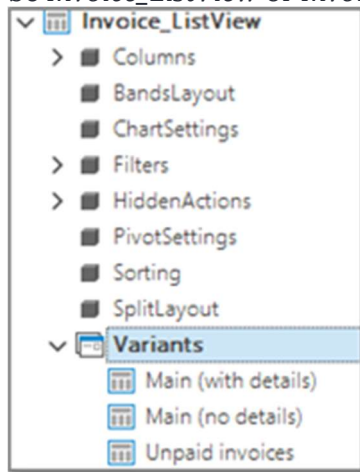 Invoice_ListView
Columns
BandsLayout
ChartSettings
Filters
HiddenActions
PivotSettings
Sorting
SplitLayout
Variants
Main (with details)
Main (no details)
Unpaid invoices